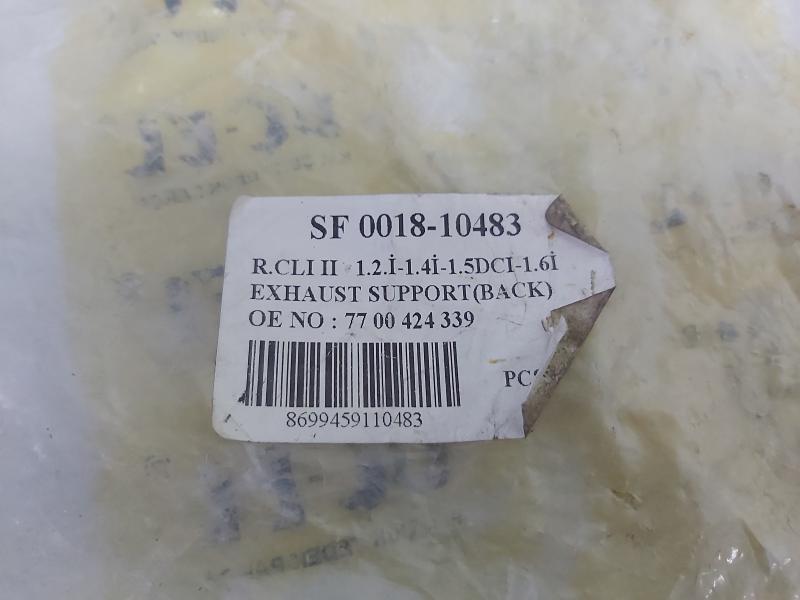 SF 0018-10483
R.CLI II 1.2.İ-1.4İ-1.5DCI-1.6İ
EXHAUST SUPPORT(BACK)
OE NO : 77 00 424 339
PCS
8699459110483